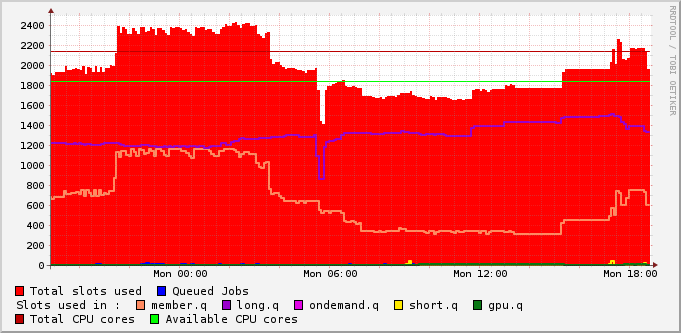 RRDTOOL / TOBI OETIKER
2400
2200
2000
1800
1600
1400
1200
1000
800
600
400
200
0
Mon 00:00 Mon 06:00 Mon 12:00 Mon 18:00
Total slots used Queued Jobs
Slots used in : member.q long.q ondemand.q short.q gpu.q
Total CPU cores Available CPU cores